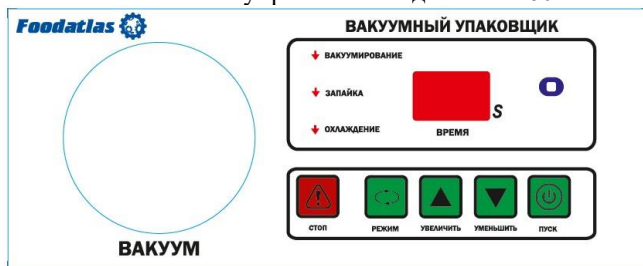 Foodatlas
ВАКУУМНЫЙ УПАКОВЩИК
ВАКУУМИРОВАНИЕ
ЗАПАЙКА
ОХЛАЖДЕНИЕ
S
ВРЕМЯ
ВАКУУМ
СТОП
РЕЖИМ
УВЕЛИЧИТЬ
УМЕНЬШИТЬ
ПУСК